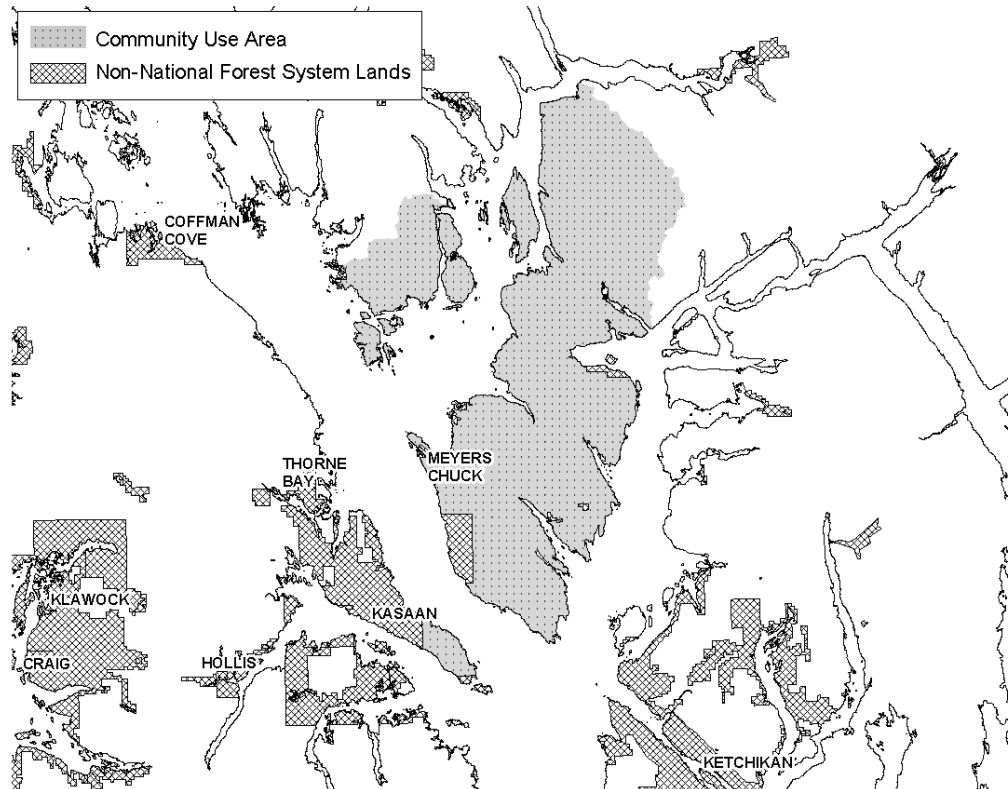 Community Use Area
Non-National Forest System Lands
COFFMAN
COVE
THORNE
BAY
MEYERS
CHUCK
KLAWOCK
KASAAN
CRAIG
HOLLIS
KETCHIKAN